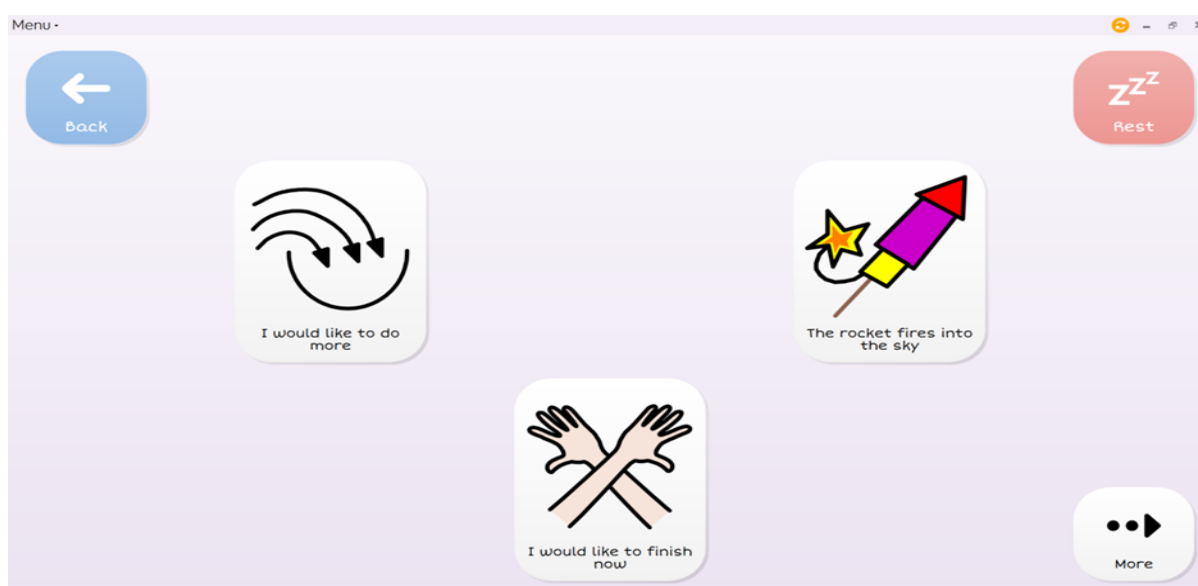 Menu
Back
zzz
Rest
I would like to do
more
The rocket fires into
the sky
I would like to finish
now
More